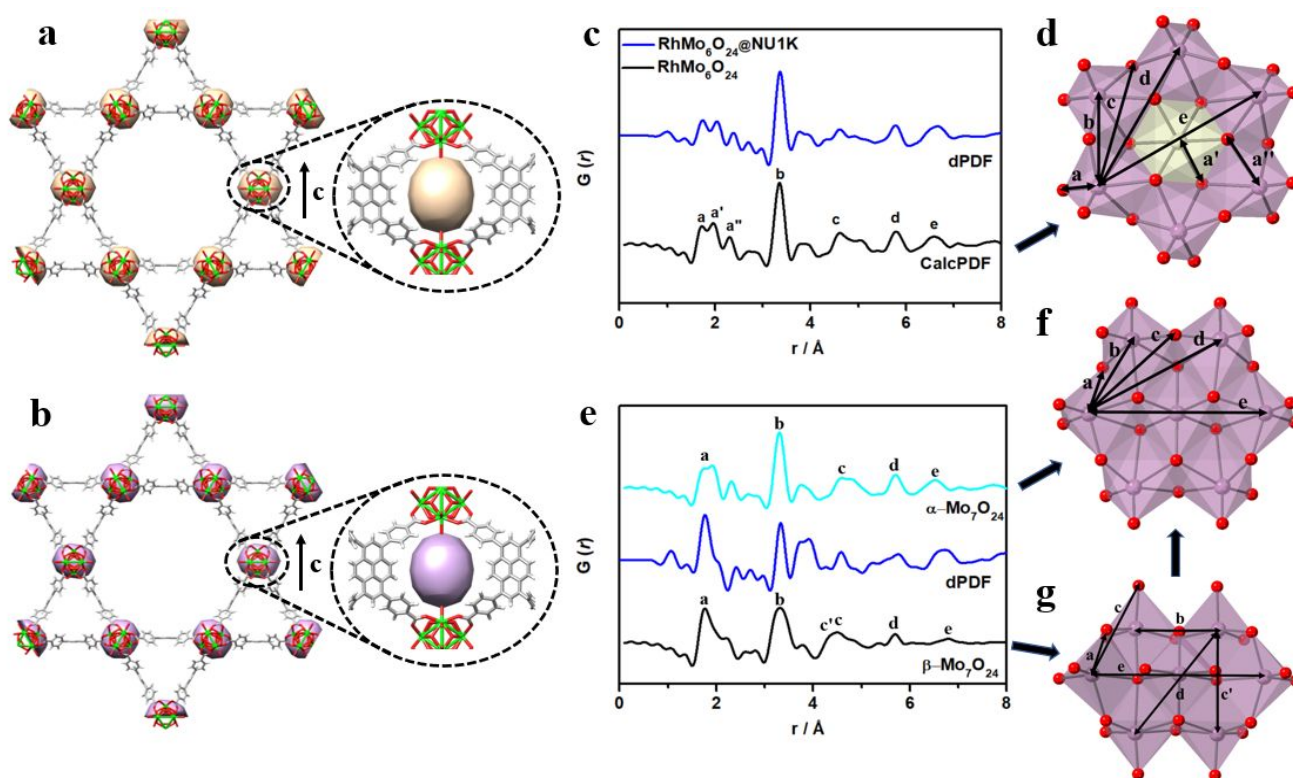 a
c
b
c
c
RhMo₆O₂₄@NU1K
RhMo₆O₂₄
dPDF
b
a
a'
a''
c
d
e
CalcPDF
G (r)
0 2 4 6 8
r / Å
d
c
d
b
e
a
a'
a''
e
b
a
c
d
e
α–Mo₇O₂₄
dPDF
a
b
c'
c
d
e
β–Mo₇O₂₄
G (r)
0 2 4 6 8
r / Å
f
c
b
d
a
e
g
c
b
a
e
d
c'